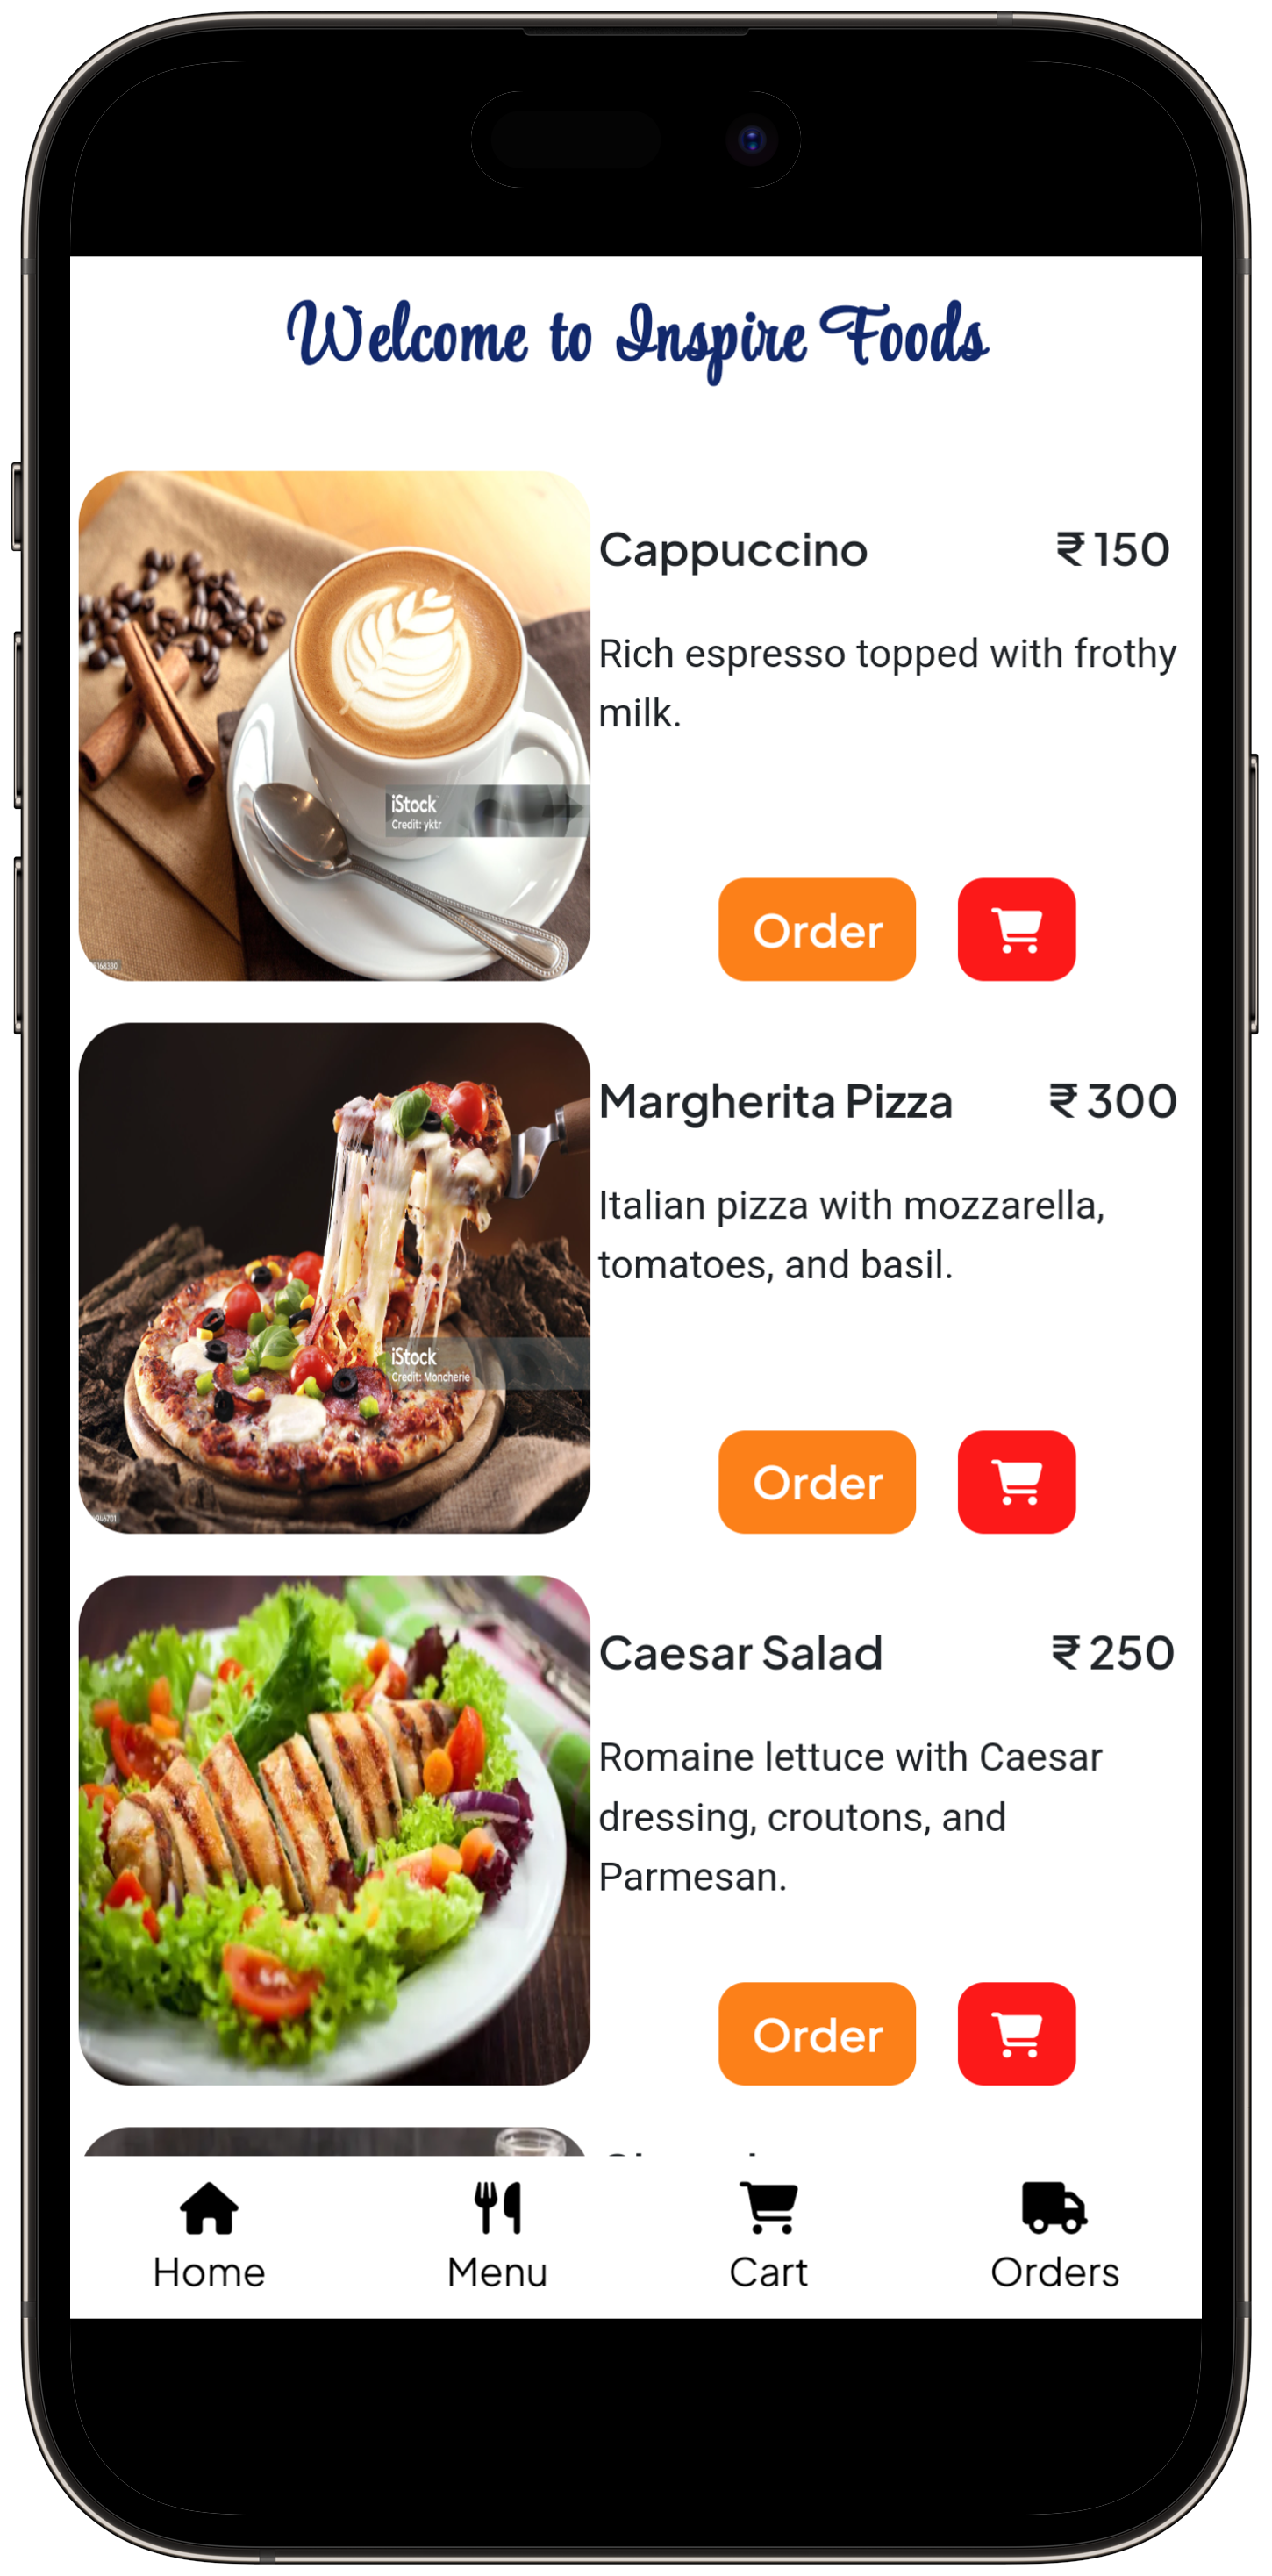 Welcome to Inspire Foods
Cappuccino ₹ 150
Rich espresso topped with frothy
milk.
iStock
Credit: yktr
Order
Margherita Pizza ₹ 300
Italian pizza with mozzarella,
tomatoes, and basil.
iStock
Credit: Moncherie
Order
Caesar Salad ₹ 250
Romaine lettuce with Caesar
dressing, croutons, and
Parmesan.
Order
Home Menu Cart Orders